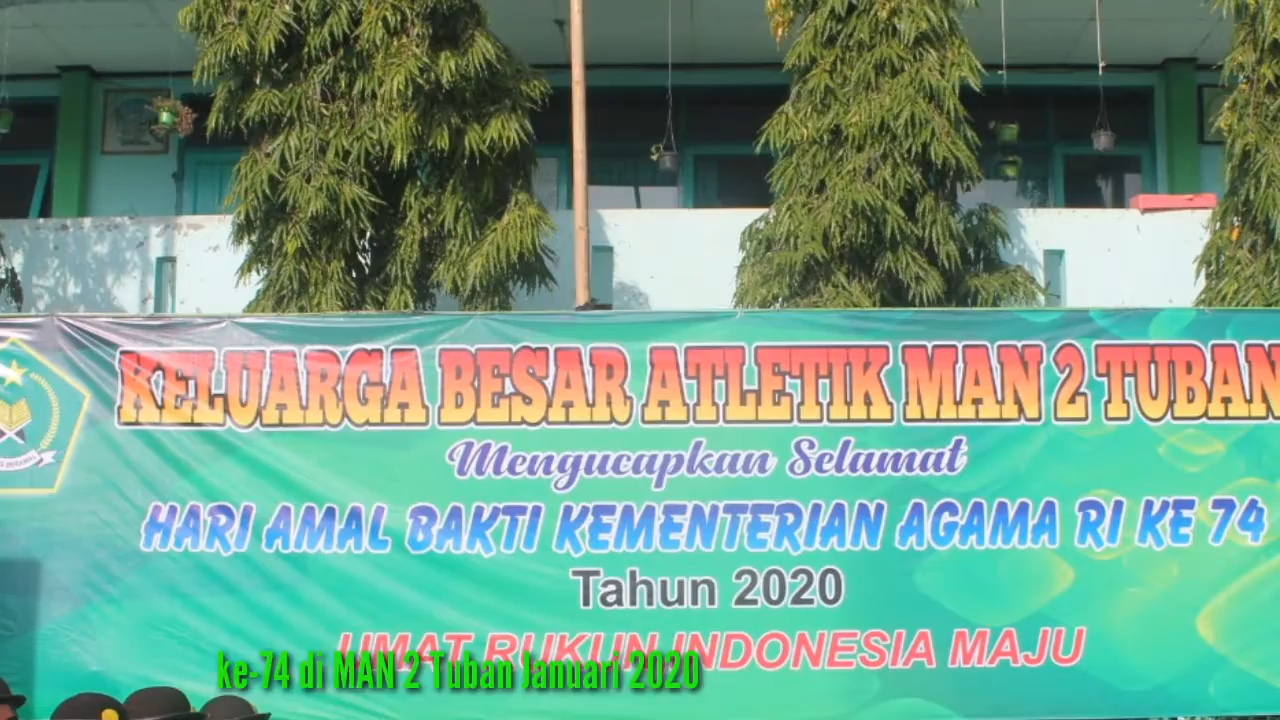 KELUARGA BESAR ATLETIK MAN 2 TUBAN
Mengucapkan Selamat
HARI AMAL BAKTI KEMENTERIAN AGAMA RI KE 74
Tahun 2020
UMAT RUKUN INDONESIA MAJU
ke-74 di MAN 2 Tuban Januari 2020